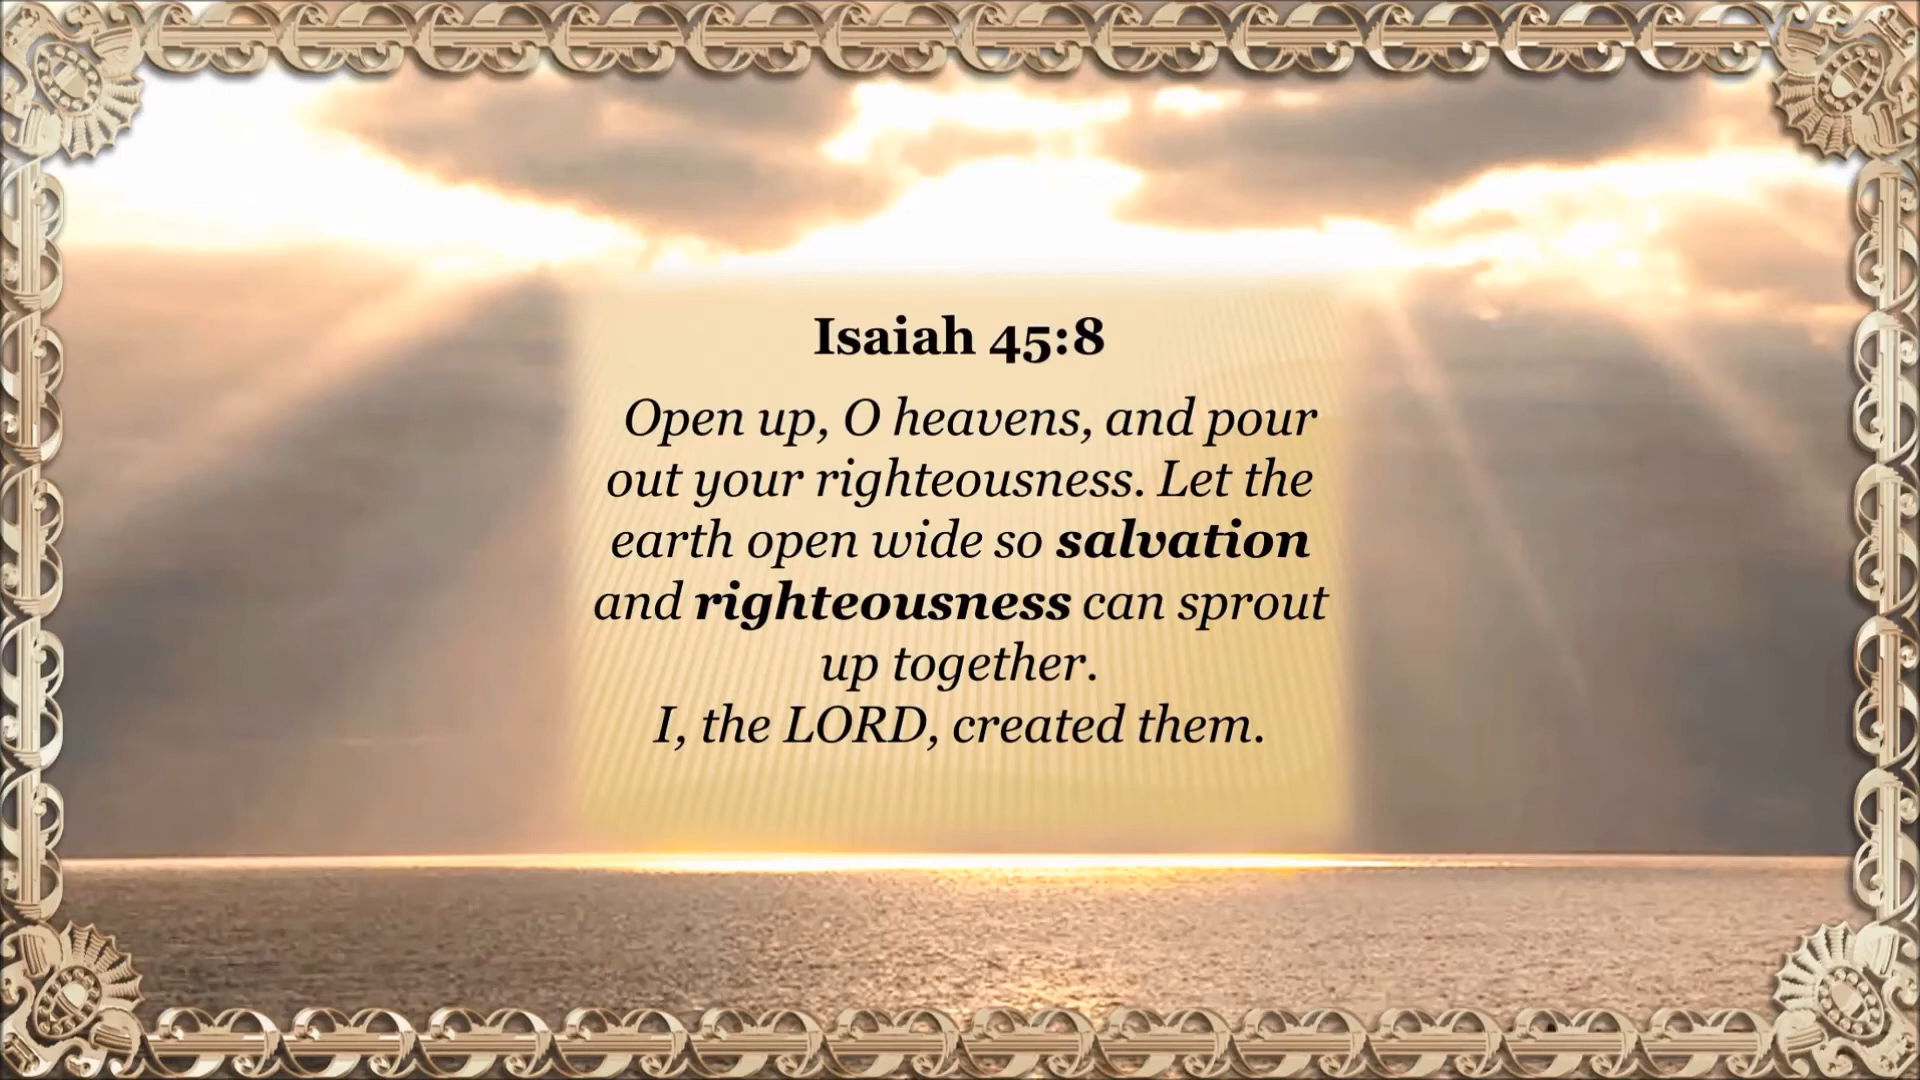 Isaiah 45:8
Open up, O heavens, and pour
out your righteousness. Let the
earth open wide so salvation
and righteousness can sprout
up together.
I, the LORD, created them.